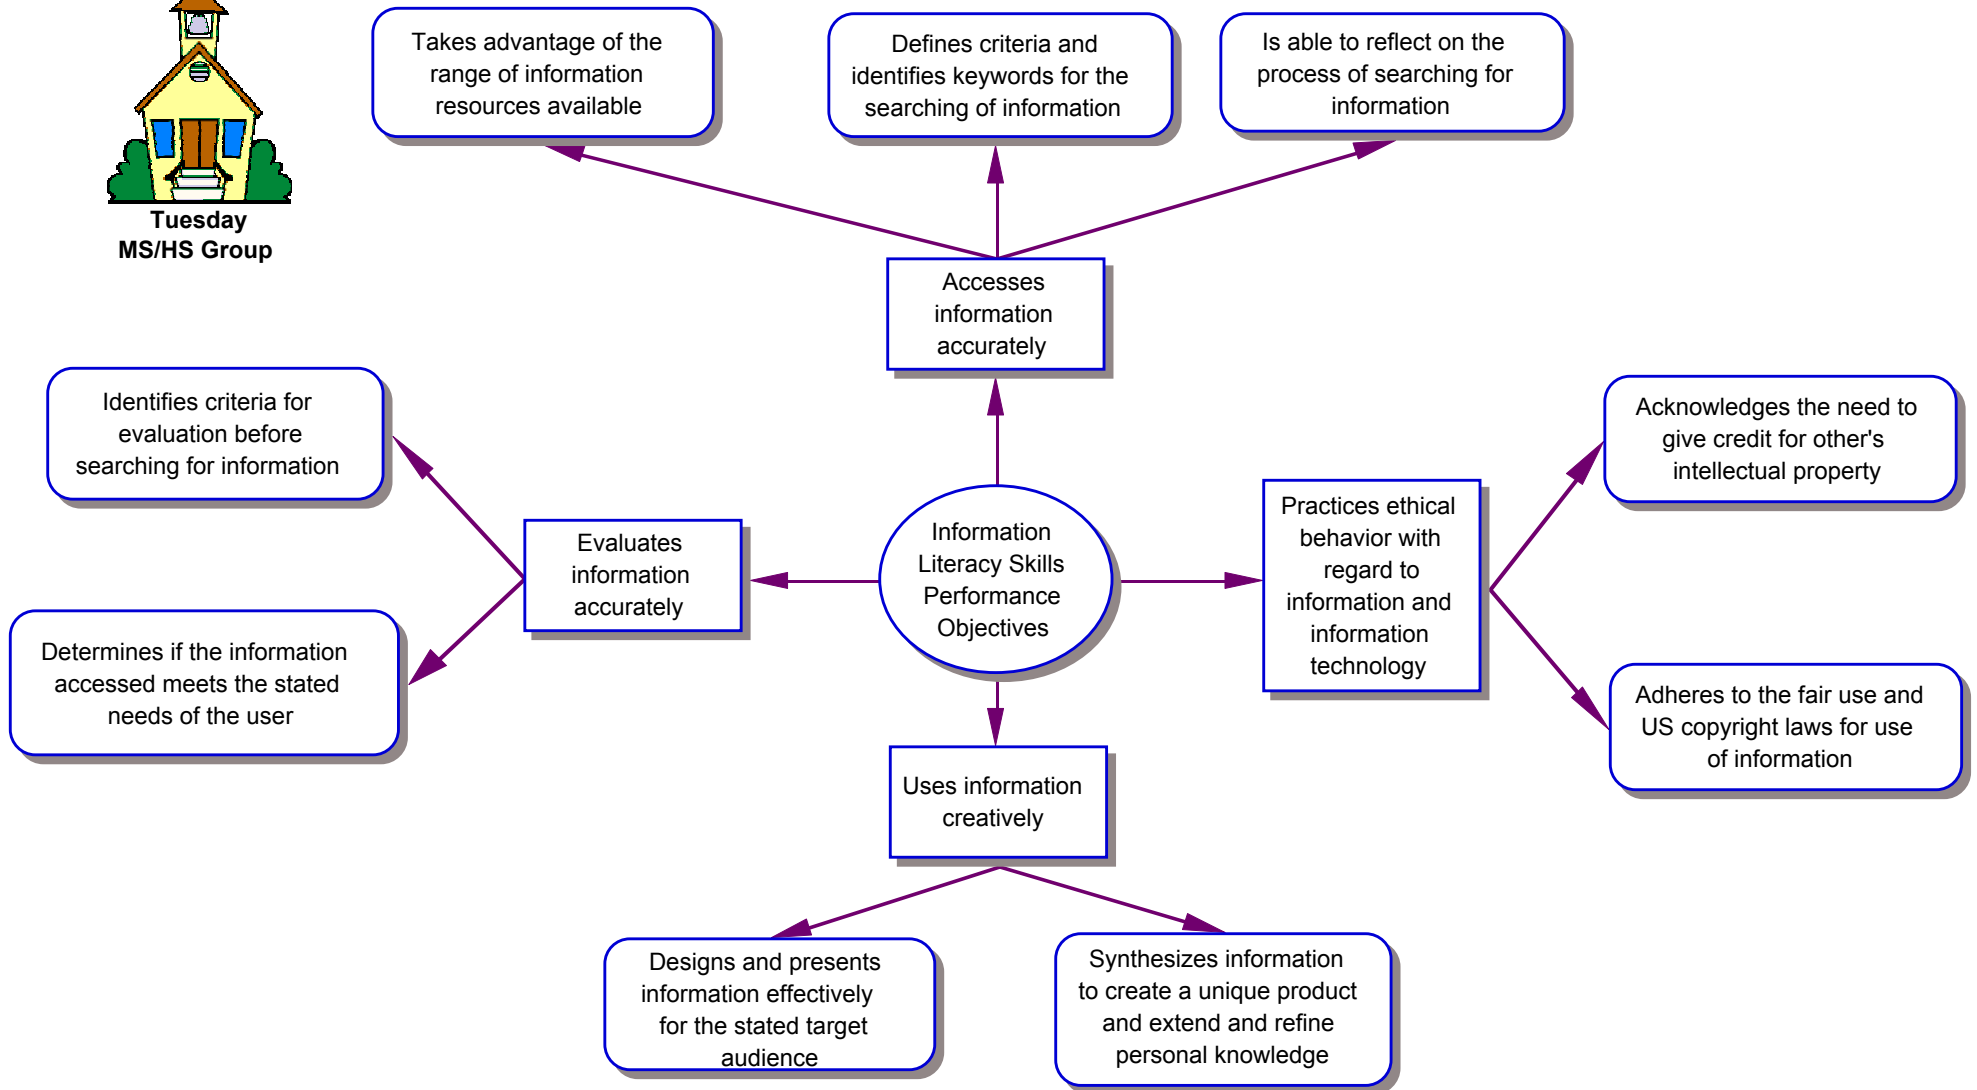 Tuesday
MS/HS Group
Takes advantage of the
range of information
resources available
Defines criteria and
identifies keywords for the
searching of information
Is able to reflect on the
process of searching for
information
Accesses
information
accurately
Identifies criteria for
evaluation before
searching for information
Determines if the information
accessed meets the stated
needs of the user
Evaluates
information
accurately
Information
Literacy Skills
Performance
Objectives
Practices ethical
behavior with
regard to
information and
information
technology
Acknowledges the need to
give credit for other's
intellectual property
Adheres to the fair use and
US copyright laws for use
of information
Uses information
creatively
Designs and presents
information effectively
for the stated target
audience
Synthesizes information
to create a unique product
and extend and refine
personal knowledge